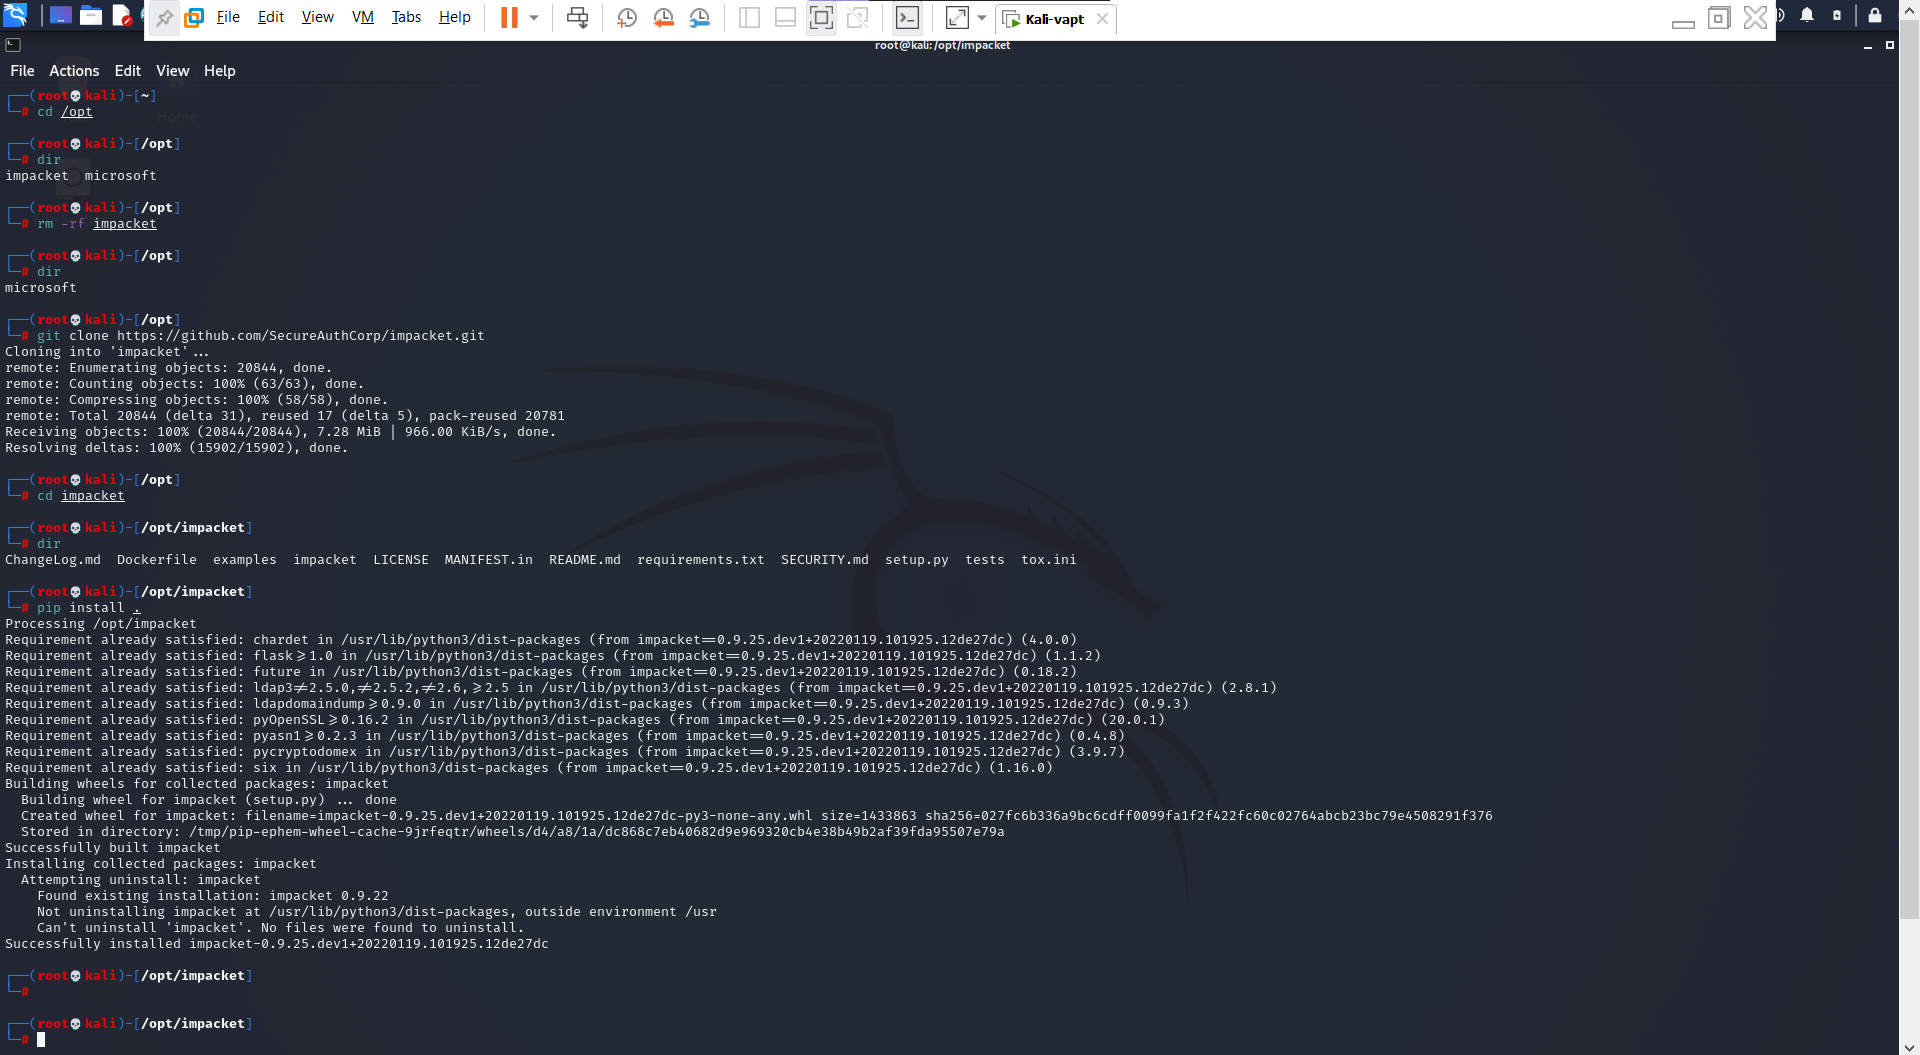 File Edit View VM Tabs Help Kali-vapt
root@kali:/opt/impacket
File Actions Edit View Help
┌──(root💀kali)-[~]
└─# cd /opt
Home
┌──(root💀kali)-[/opt]
└─# dir
impacket  microsoft
┌──(root💀kali)-[/opt]
└─# rm -rf impacket
┌──(root💀kali)-[/opt]
└─# dir
microsoft
┌──(root💀kali)-[/opt]
└─# git clone https://github.com/SecureAuthCorp/impacket.git
Cloning into 'impacket'...
remote: Enumerating objects: 20844, done.
remote: Counting objects: 100% (63/63), done.
remote: Compressing objects: 100% (58/58), done.
remote: Total 20844 (delta 31), reused 17 (delta 5), pack-reused 20781
Receiving objects: 100% (20844/20844), 7.28 MiB | 966.00 KiB/s, done.
Resolving deltas: 100% (15902/15902), done.
┌──(root💀kali)-[/opt]
└─# cd impacket
┌──(root💀kali)-[/opt/impacket]
└─# dir
ChangeLog.md  Dockerfile  examples  impacket  LICENSE  MANIFEST.in  README.md  requirements.txt  SECURITY.md  setup.py  tests  tox.ini
┌──(root💀kali)-[/opt/impacket]
└─# pip install .
Processing /opt/impacket
Requirement already satisfied: chardet in /usr/lib/python3/dist-packages (from impacket==0.9.25.dev1+20220119.101925.12de27dc) (4.0.0)
Requirement already satisfied: flask>=1.0 in /usr/lib/python3/dist-packages (from impacket==0.9.25.dev1+20220119.101925.12de27dc) (1.1.2)
Requirement already satisfied: future in /usr/lib/python3/dist-packages (from impacket==0.9.25.dev1+20220119.101925.12de27dc) (0.18.2)
Requirement already satisfied: ldap3!=2.5.0,!=2.5.2,!=2.6,>=2.5 in /usr/lib/python3/dist-packages (from impacket==0.9.25.dev1+20220119.101925.12de27dc) (2.8.1)
Requirement already satisfied: ldapdomaindump>=0.9.0 in /usr/lib/python3/dist-packages (from impacket==0.9.25.dev1+20220119.101925.12de27dc) (0.9.3)
Requirement already satisfied: pyOpenSSL>=0.16.2 in /usr/lib/python3/dist-packages (from impacket==0.9.25.dev1+20220119.101925.12de27dc) (20.0.1)
Requirement already satisfied: pyasn1>=0.2.3 in /usr/lib/python3/dist-packages (from impacket==0.9.25.dev1+20220119.101925.12de27dc) (0.4.8)
Requirement already satisfied: pycryptodomex in /usr/lib/python3/dist-packages (from impacket==0.9.25.dev1+20220119.101925.12de27dc) (3.9.7)
Requirement already satisfied: six in /usr/lib/python3/dist-packages (from impacket==0.9.25.dev1+20220119.101925.12de27dc) (1.16.0)
Building wheels for collected packages: impacket
  Building wheel for impacket (setup.py) ... done
  Created wheel for impacket: filename=impacket-0.9.25.dev1+20220119.101925.12de27dc-py3-none-any.whl size=1433863 sha256=027fc6b336a9bc6cdff0099fa1f2f422fc60c02764abcb23bc79e4508291f376
  Stored in directory: /tmp/pip-ephem-wheel-cache-9jrfeqtr/wheels/d4/a8/1a/dc868c7eb40682d9e969320cb4e38b49b2af39fda95507e79a
Successfully built impacket
Installing collected packages: impacket
  Attempting uninstall: impacket
    Found existing installation: impacket 0.9.22
    Not uninstalling impacket at /usr/lib/python3/dist-packages, outside environment /usr
    Can't uninstall 'impacket'. No files were found to uninstall.
Successfully installed impacket-0.9.25.dev1+20220119.101925.12de27dc
┌──(root💀kali)-[/opt/impacket]
└─#
┌──(root💀kali)-[/opt/impacket]
└─#